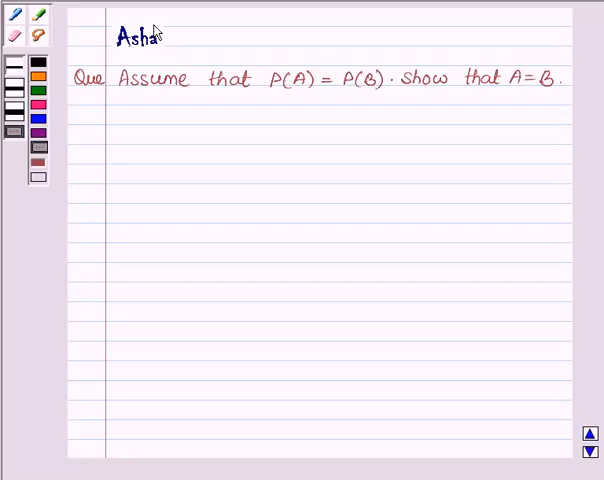 Asha
Que Assume that P(A) = P(B). Show that A = B.